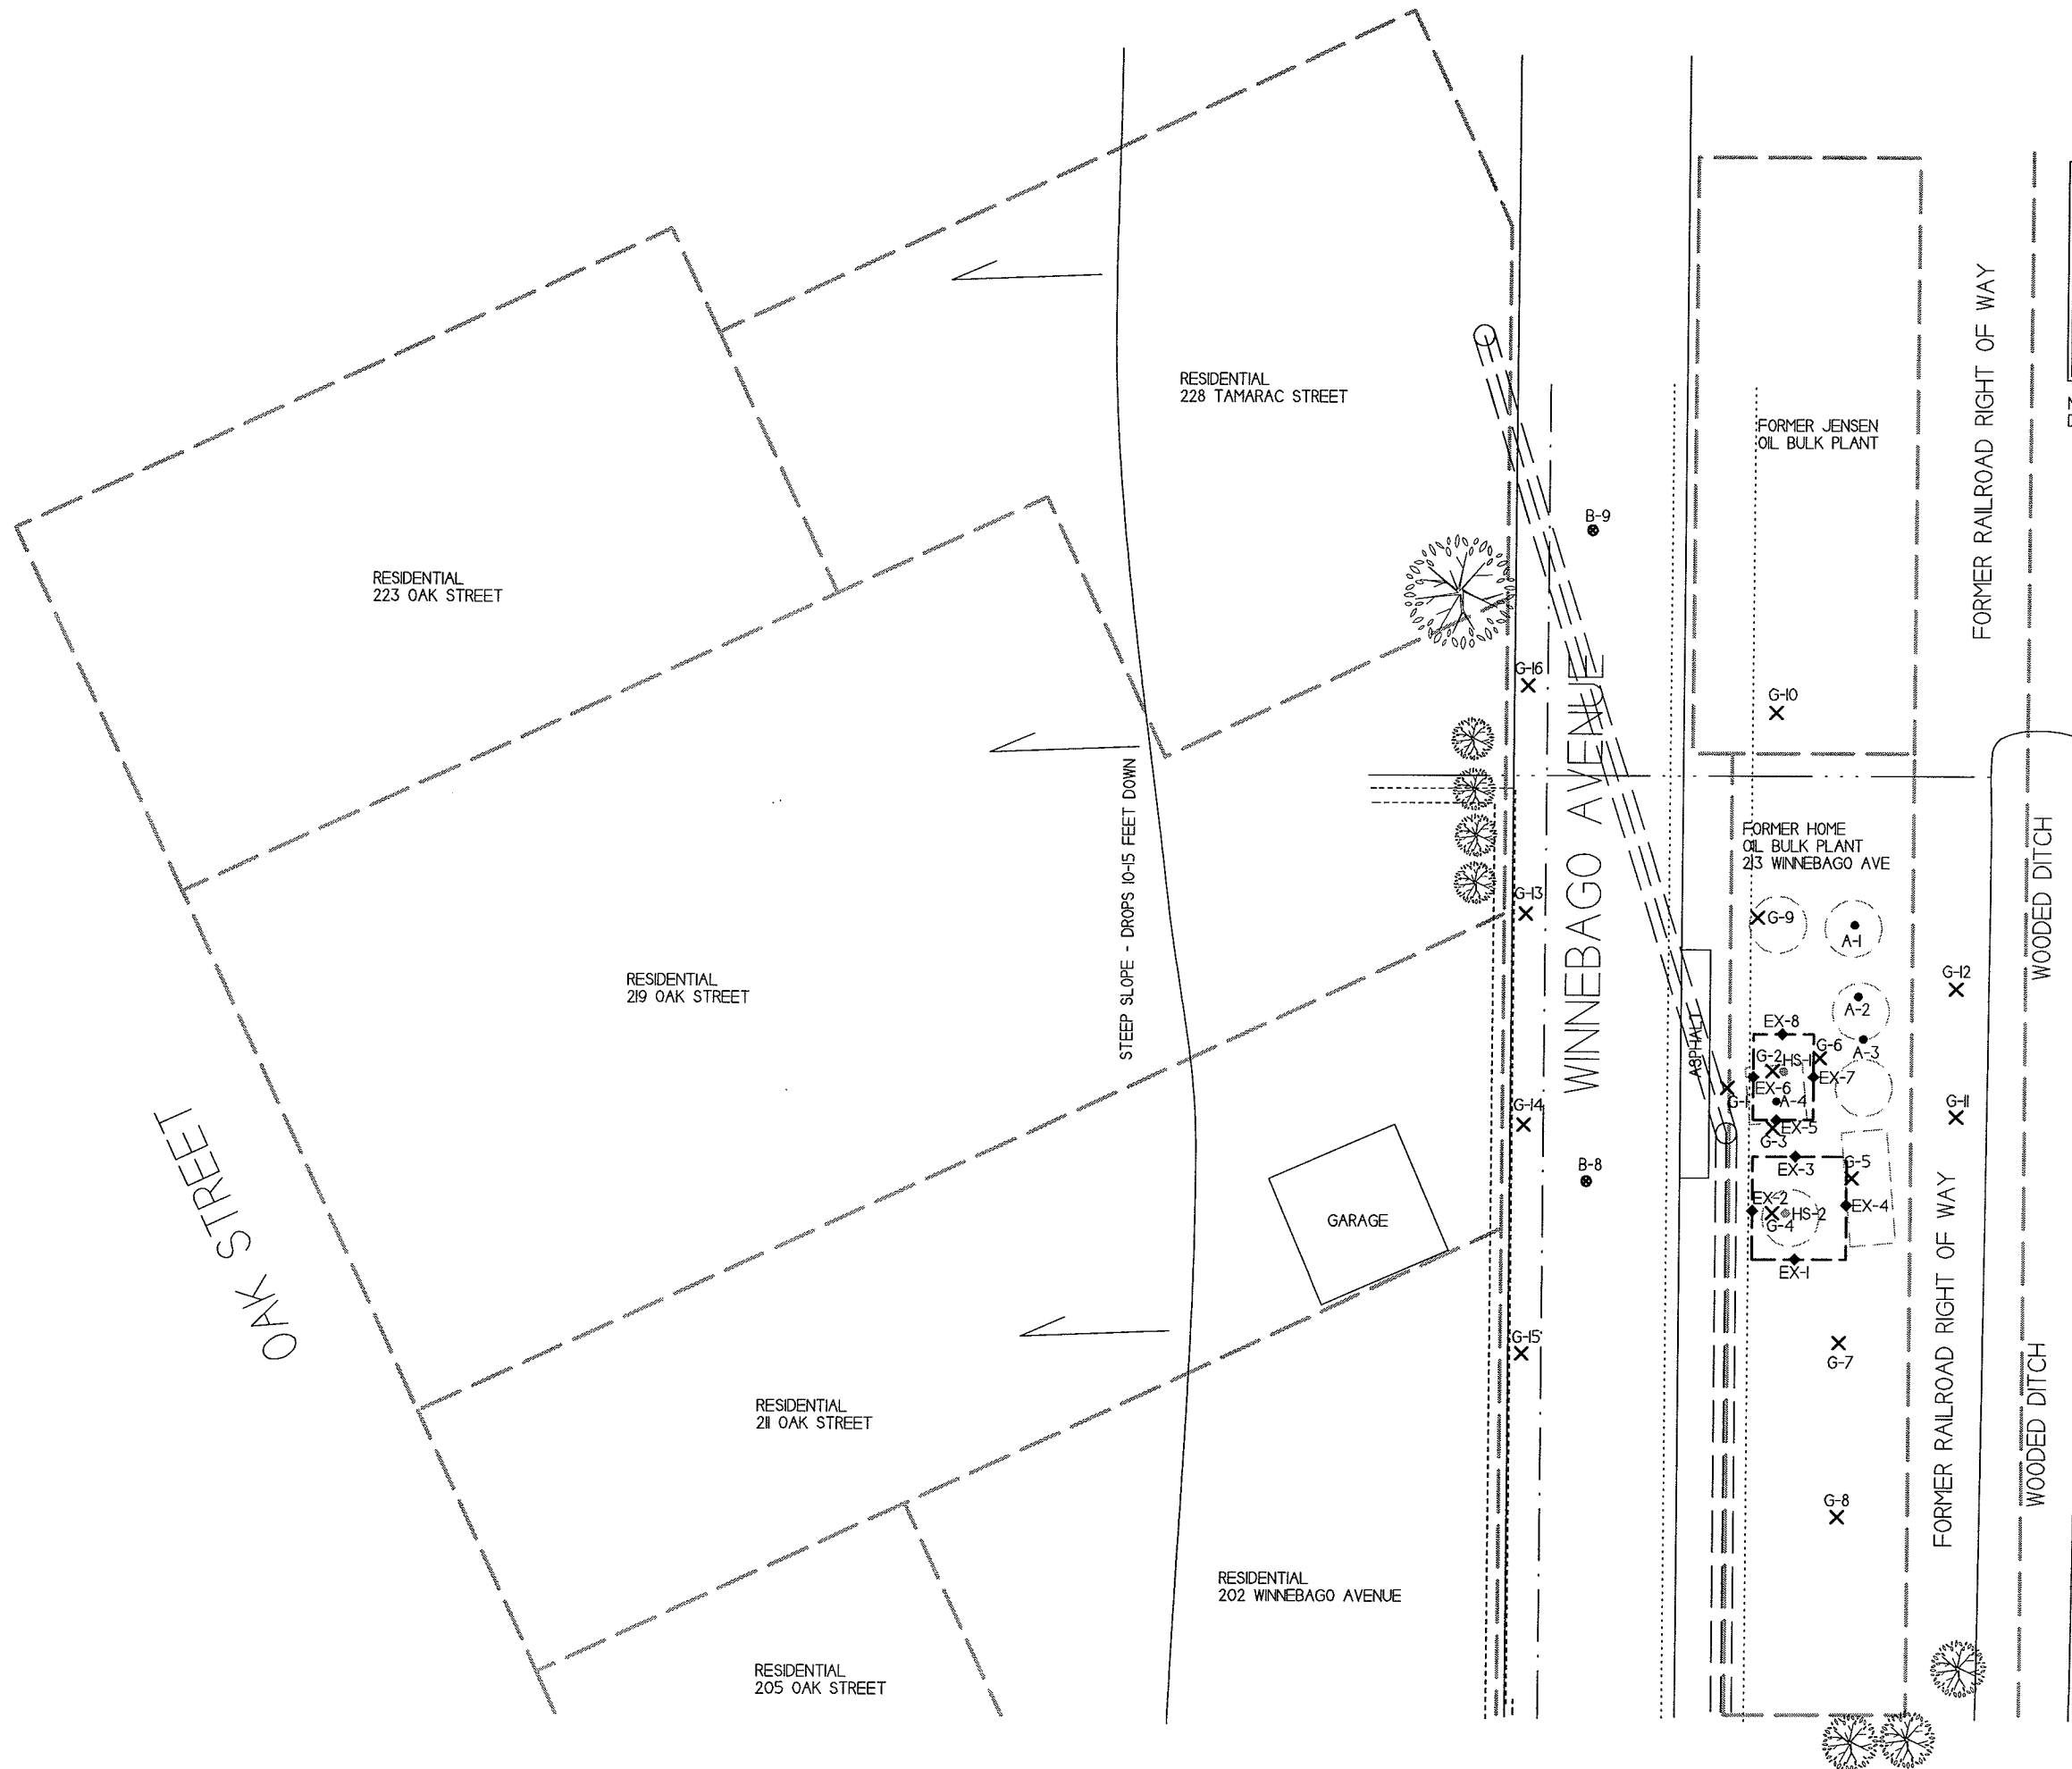 RESIDENTIAL
228 TAMARAC STREET
FORMER JENSEN
OIL BULK PLANT
FORMER RAILROAD RIGHT OF WAY
B-9
RESIDENTIAL
223 OAK STREET
G-16
G-10
WINNEBAGO AVENUE
STEEP SLOPE - DROPS 10-15 FEET DOWN
FORMER HOME
OIL BULK PLANT
213 WINNEBAGO AVE
WOODED DITCH
G-13
G-9
A-1
RESIDENTIAL
219 OAK STREET
G-12
A-2
EX-8
ASPHALT
G-2
HS-1
G-6
A-3
EX-6
EX-7
G-1
A-4
G-11
G-14
G-3
EX-5
OAK STREET
B-8
EX-3
G-5
EX-2
HS-2
EX-4
G-4
GARAGE
EX-1
FORMER RAILROAD RIGHT OF WAY
G-15
G-7
WOODED DITCH
RESIDENTIAL
211 OAK STREET
G-8
RESIDENTIAL
202 WINNEBAGO AVENUE
RESIDENTIAL
205 OAK STREET